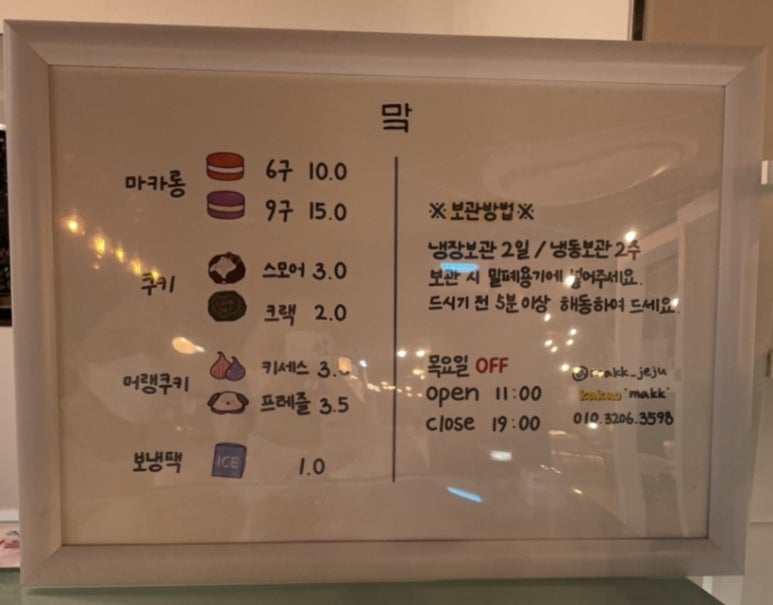 막
마카롱
6구 10.0
9구 15.0
쿠키
스모어 3.0
크랙 2.0
머랭쿠키
키세스
프레즐 3.5
보냉팩
ICE
1.0
※보관방법※
냉장보관 2일 / 냉동보관 2주
보관 시 밀폐용기에 넣어주세요.
드시기 전 5분이상 해동하여 드세요.
목요일 OFF
open 11:00
close 19:00
@makk_jeju
kakao 'makk'
010.3206.3598